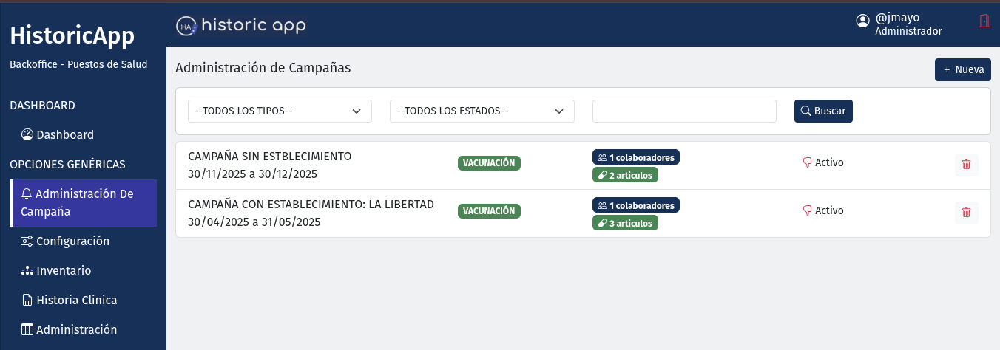 HistoricApp
Backoffice - Puestos de Salud
DASHBOARD
Dashboard
OPCIONES GENÉRICAS
Administración De
Campaña
Configuración
Inventario
Historia Clinica
Administración
HA historic app
@jmayo
Administrador
Administración de Campañas
+ Nueva
--TODOS LOS TIPOS--
--TODOS LOS ESTADOS--
Buscar
CAMPAÑA SIN ESTBLECIMIENTO
30/11/2025 a 30/12/2025
VACUNACIÓN
1 colaboradores
2 articulos
Activo
CAMPAÑA CON ESTABLECIMIENTO: LA LIBERTAD
30/04/2025 a 31/05/2025
VACUNACIÓN
1 colaboradores
3 articulos
Activo